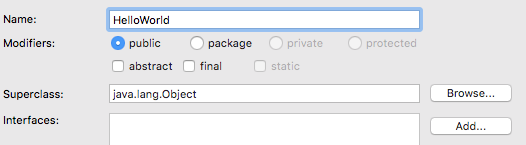 Name: HelloWorld
Modifiers: public package private protected
abstract final static
Superclass: java.lang.Object Browse...
Interfaces: Add...